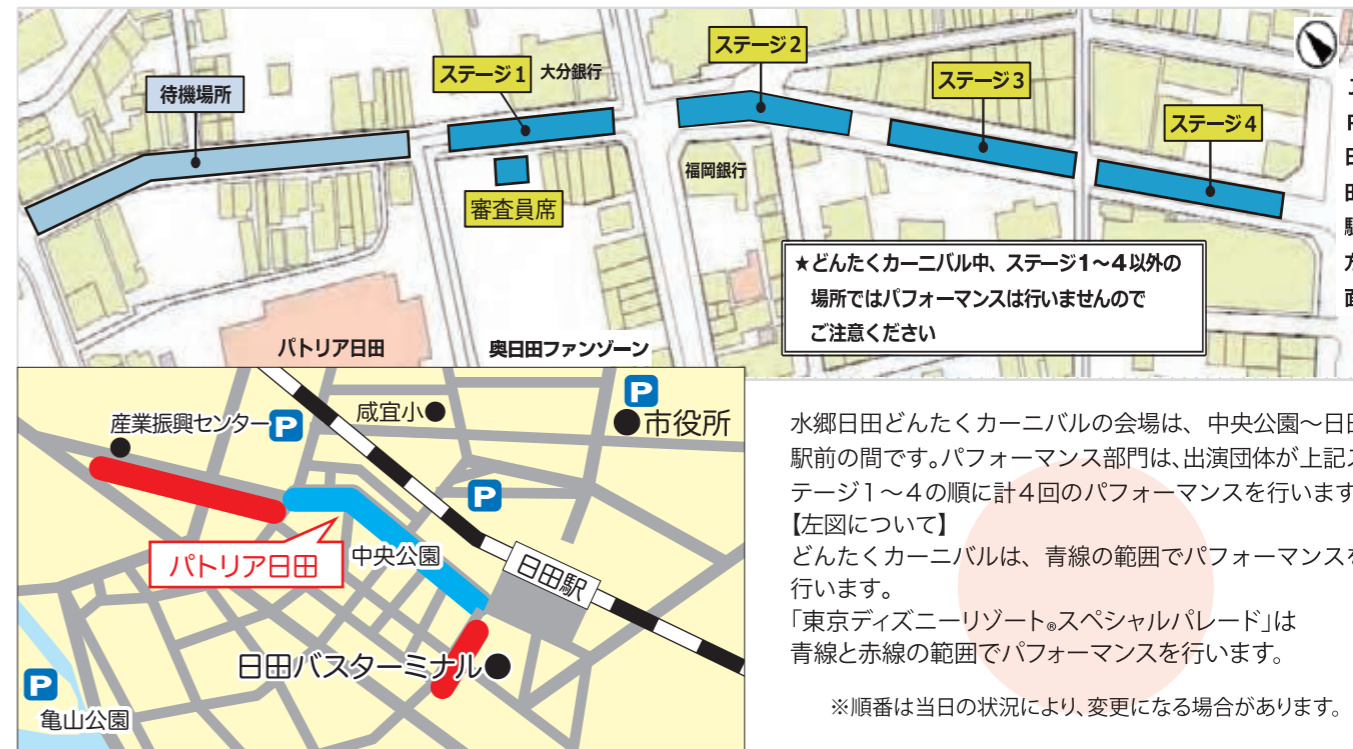 待機場所
ステージ1
大分銀行
ステージ2
ステージ3
ステージ4
審査員席
福岡銀行
★どんたくカーニバル中、ステージ1～4以外の
場所ではパフォーマンスは行いませんので
ご注意ください
パトリア日田
奥日田ファンゾーン
産業振興センター
P
咸宜小
P
市役所
P
パトリア日田
中央公園
日田駅
日田バスターミナル
P
亀山公園
水郷日田どんたくカーニバルの会場は、中央公園～日田
駅前の間です。パフォーマンス部門は、出演団体が上記ス
テージ1～4の順に計4回のパフォーマンスを行います
【左図について】
どんたくカーニバルは、青線の範囲でパフォーマンスを
行います。
「東京ディズニーリゾート®スペシャルパレード」は
青線と赤線の範囲でパフォーマンスを行います。
※順番は当日の状況により、変更になる場合があります。